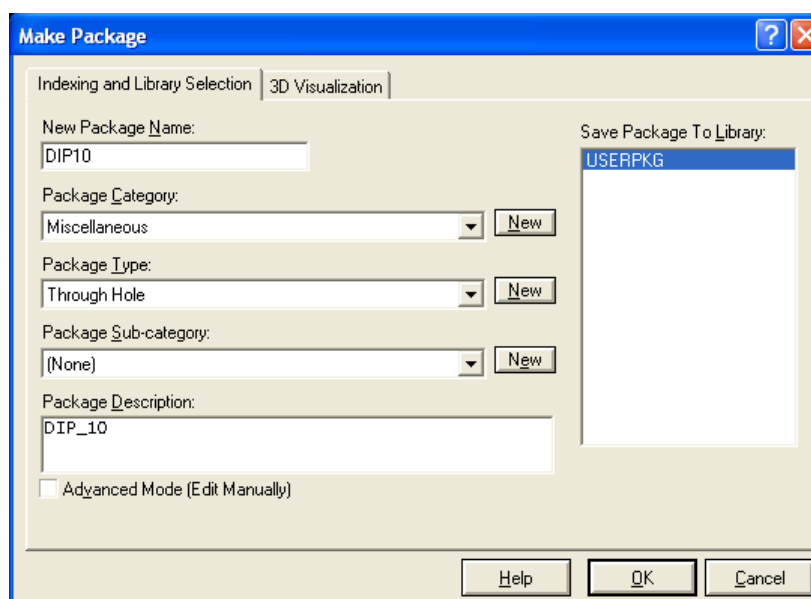 Make Package
Indexing and Library Selection
3D Visualization
New Package Name:
DIP10
Package Category:
Miscellaneous
New
Package Type:
Through Hole
New
Package Sub-category:
(None)
New
Package Description:
DIP_10
Advanced Mode (Edit Manually)
Save Package To Library:
USERPKG
Help
OK
Cancel